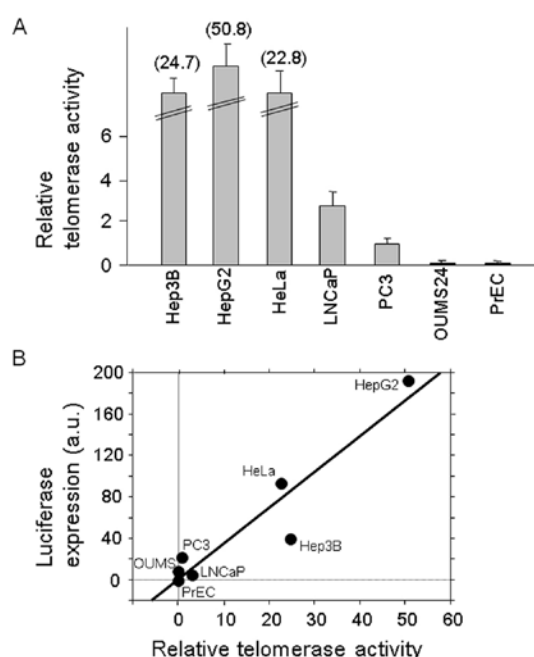 A
(24.7)
(50.8)
(22.8)
Relative
telomerase activity
6
4
2
0
Hep3B
HepG2
HeLa
LNCaP
PC3
OUMS24
PrEC
B
Luciferase
expression (a.u.)
200
160
120
80
40
0
HepG2
HeLa
Hep3B
PC3
OUMS
LNCaP
PrEC
0 10 20 30 40 50 60
Relative telomerase activity